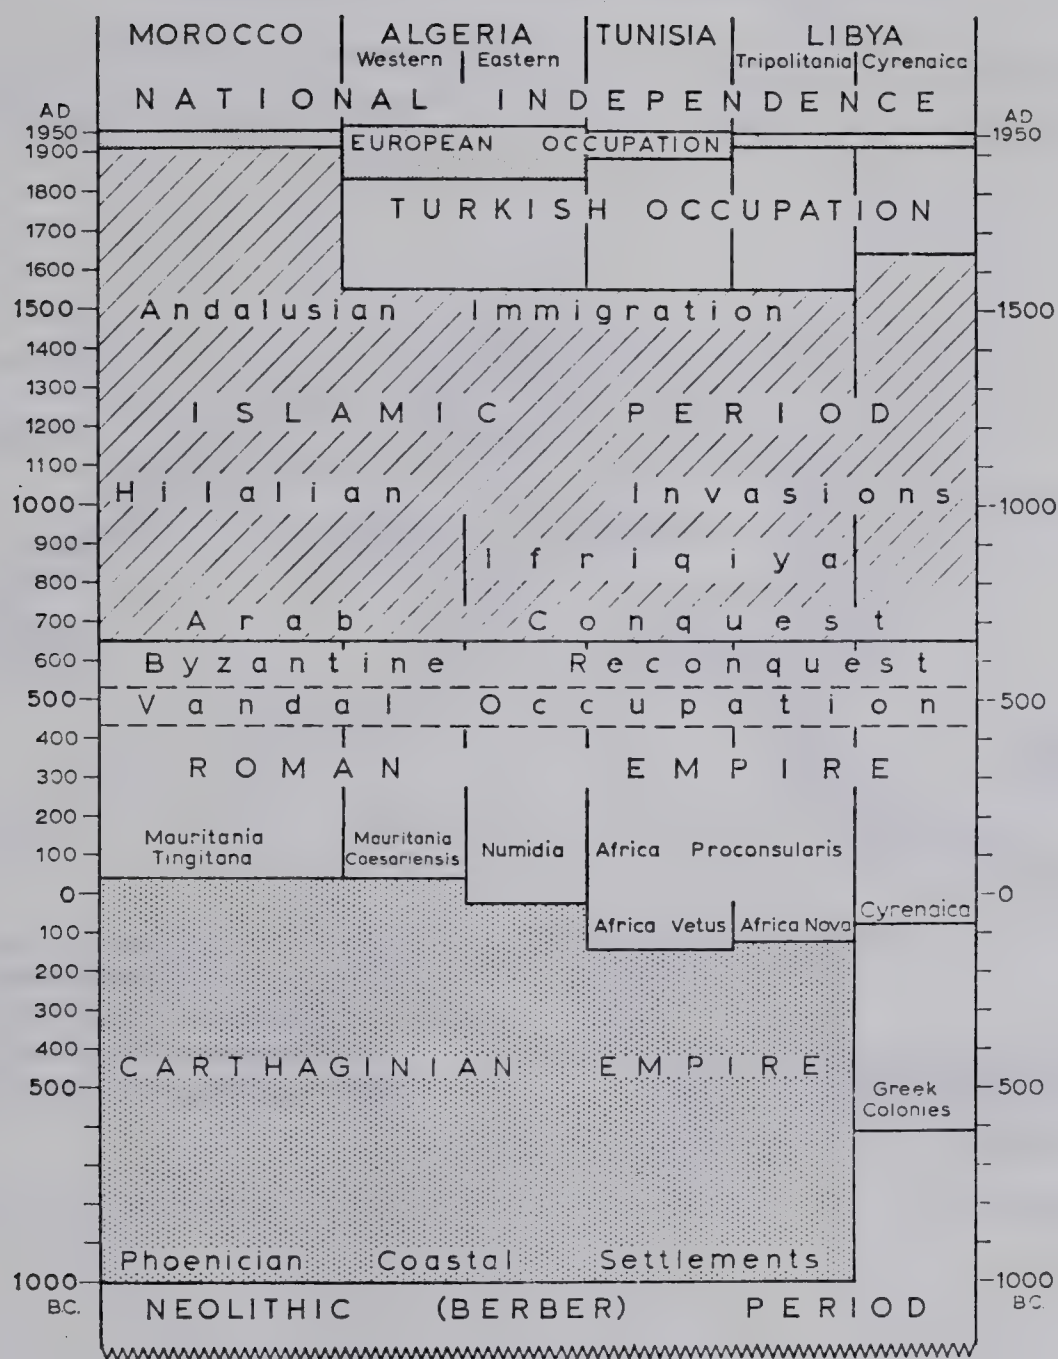 MOROCCO ALGERIA TUNISIA LIBYA
Western Eastern Tripolitania Cyrenaica
NATIONAL INDEPENDENCE
AD AD
1950 1950
EUROPEAN OCCUPATION
1900
1800
TURKISH OCCUPATION
1700
1600
1500 Andalusian Immigration 1500
1400
1300
ISLAMIC PERIOD
1200
1100
Hilalian Invasions
1000 1000
900
Ifriqiya
800
700 Arab Conquest
600 Byzantine Reconquest
500 Vandal Occupation 500
400
ROMAN EMPIRE
300
200
Mauritania Mauritania Numidia Africa Proconsularis
100 Tingitana Caesariensis
0 0
Cyrenaica
100 Africa Vetus Africa Nova
200
300
400
CARTHAGINIAN EMPIRE
500 500
Greek
Colonies
Phoenician Coastal Settlements
1000 1000
B.C. B.C.
NEOLITHIC (BERBER) PERIOD